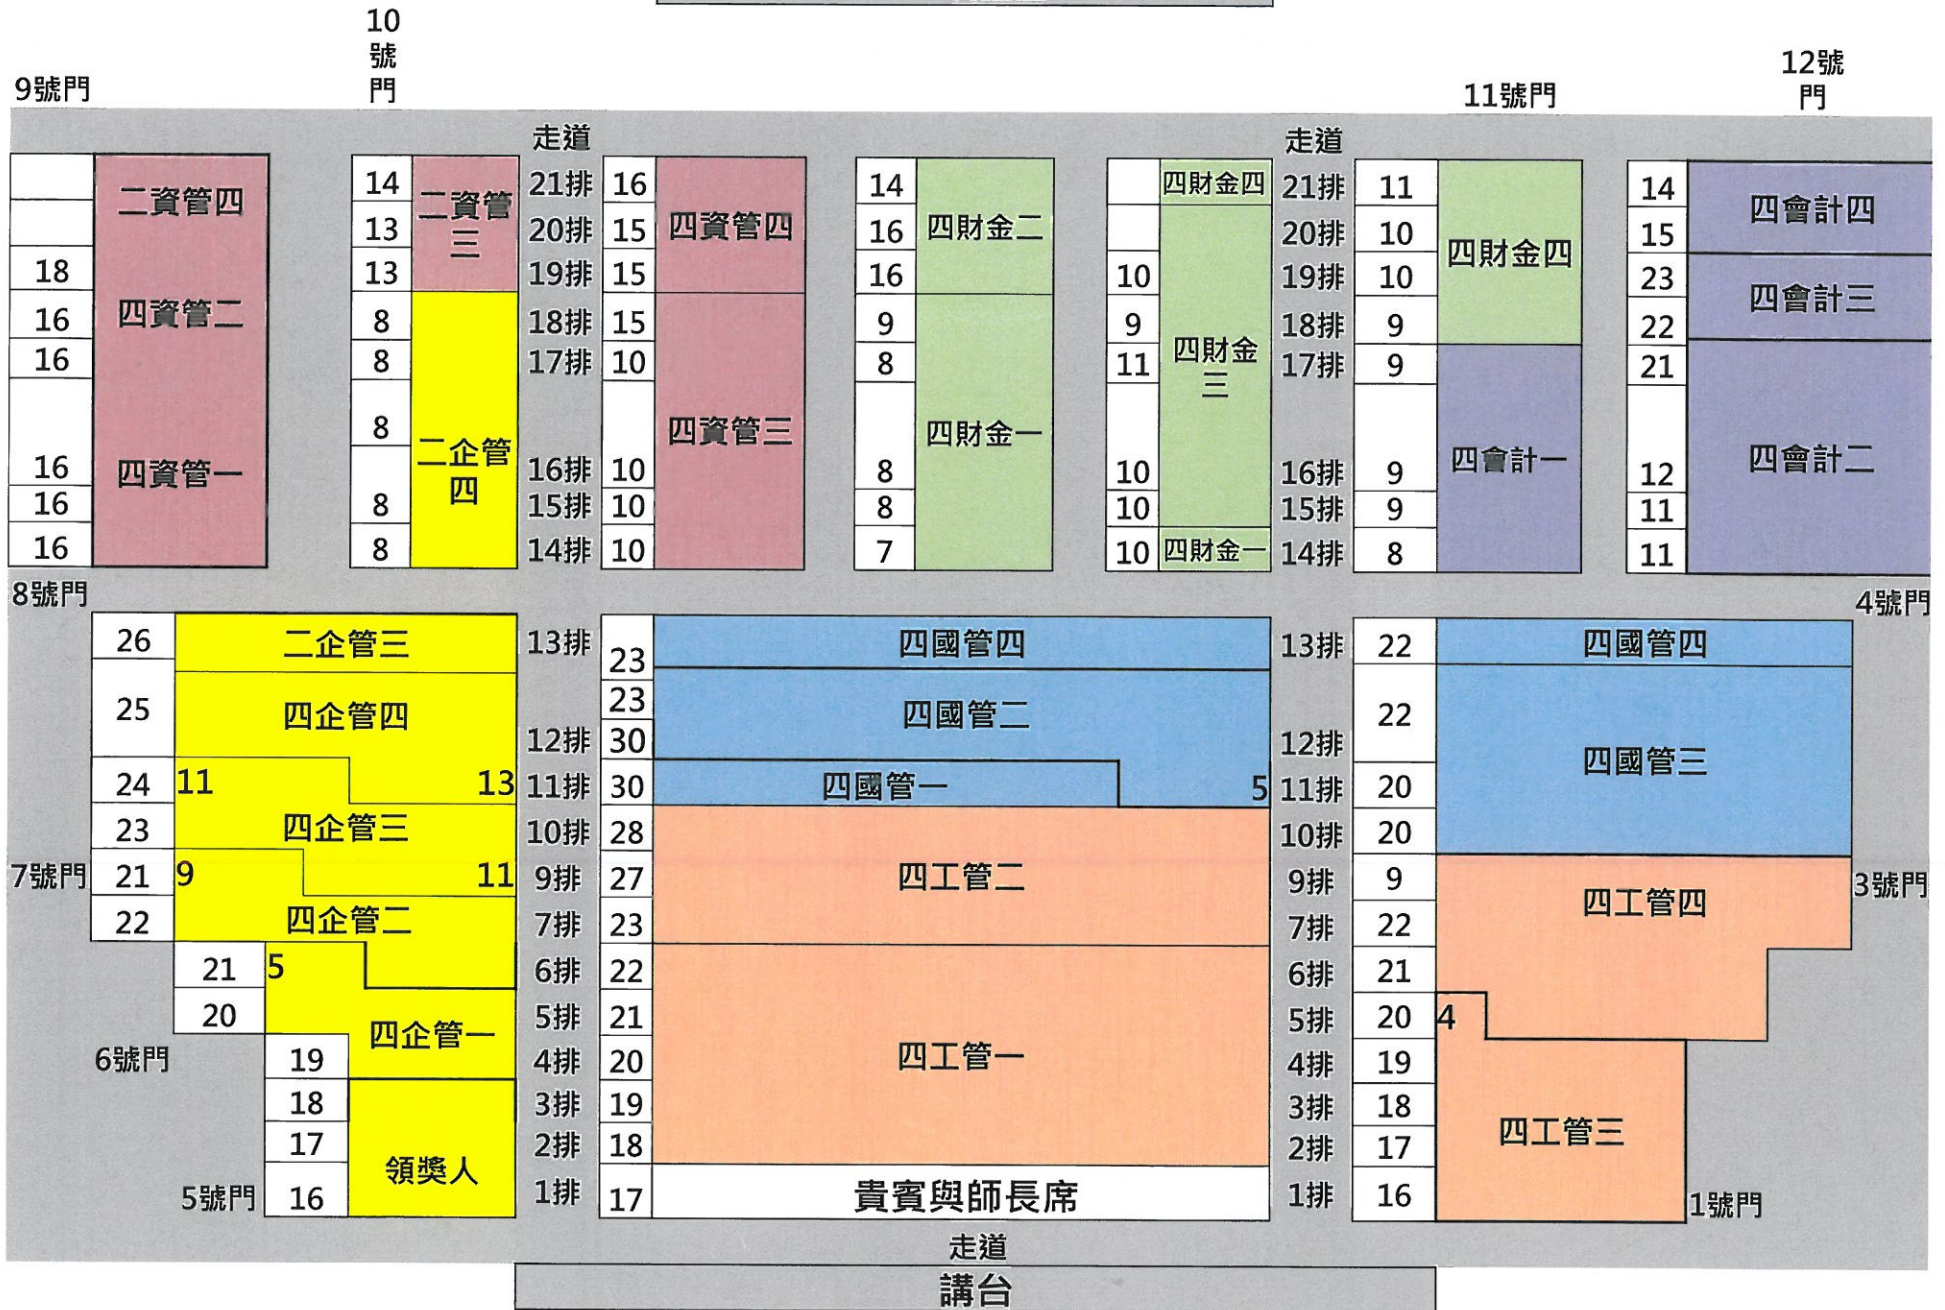 10
號
門
12號
門
9號門
11號門
走道
走道
二資管四
14
二資管
三
21排
16
四資管四
14
四財金二
四財金四
21排
11
四財金四
14
四會計四
13
20排
15
16
20排
10
15
18
13
19排
15
16
10
19排
10
23
四會計三
16
四資管二
8
18排
15
9
9
18排
9
22
16
8
17排
10
8
11
四財金
三
17排
9
21
8
二企管
四
四資管三
四財金一
四會計一
四會計二
16
四資管一
16排
10
8
10
16排
9
12
16
8
15排
10
8
10
15排
9
11
16
8
14排
10
7
10
四財金一
14排
8
11
8號門
4號門
26
二企管三
13排
23
四國管四
13排
22
四國管四
25
四企管四
12排
23
30
四國管二
12排
22
四國管三
24
11
13
11排
30
四國管一
5
11排
20
23
四企管三
10排
28
10排
20
7號門
21
9
11
9排
27
四工管二
9排
9
四工管四
3號門
22
四企管二
7排
23
7排
22
21
5
6排
22
6排
21
20
四企管一
5排
21
5排
20
4
6號門
19
4排
20
四工管一
4排
19
18
3排
19
3排
18
17
領獎人
2排
18
2排
17
四工管三
5號門
16
1排
17
貴賓與師長席
1排
16
1號門
走道
講台